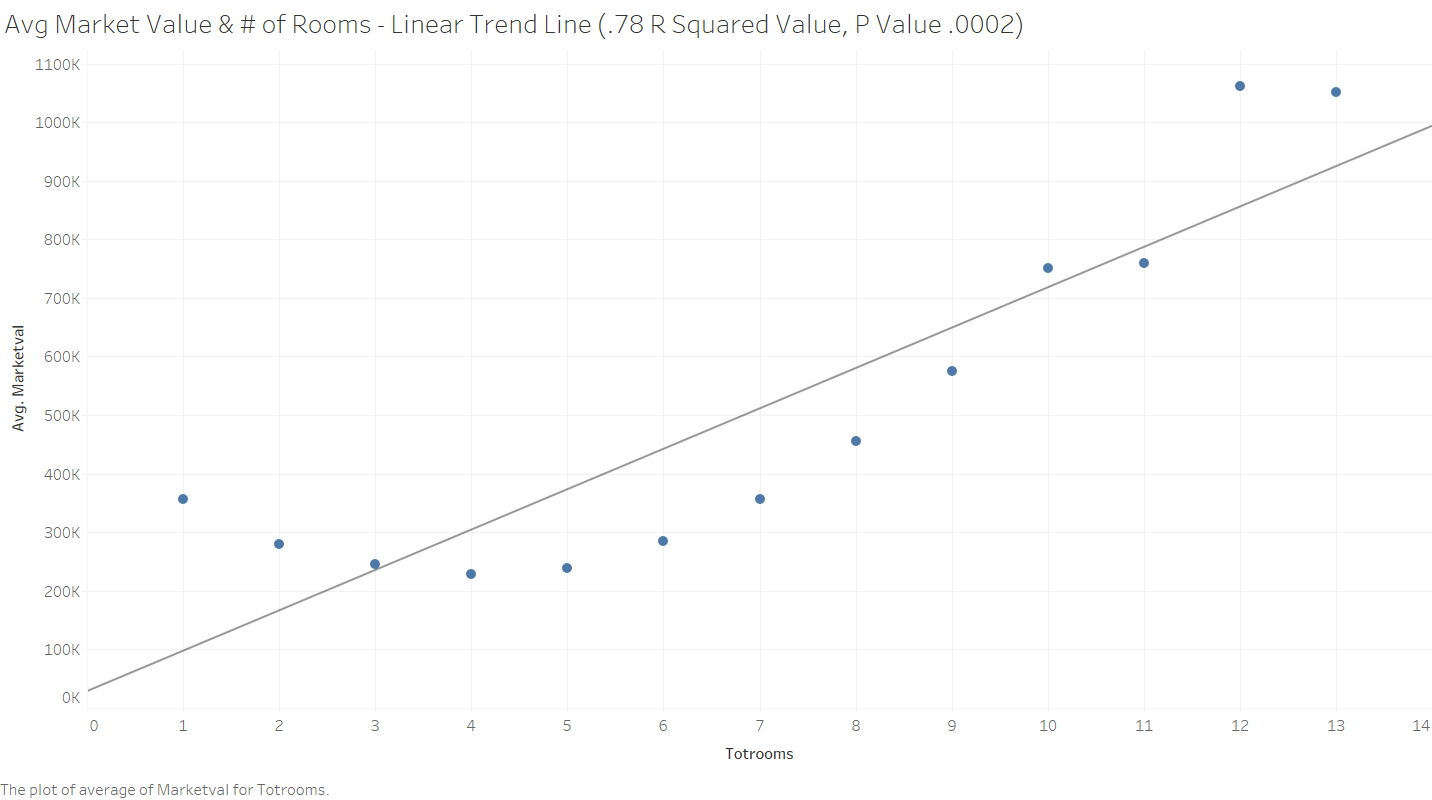 Avg Market Value & # of Rooms - Linear Trend Line (.78 R Squared Value, P Value .0002)
1100K
1000K
900K
800K
700K
600K
500K
400K
300K
200K
100K
0K
Avg. Marketval
0 1 2 3 4 5 6 7 8 9 10 11 12 13 14
Totrooms
The plot of average of Marketval for Totrooms.